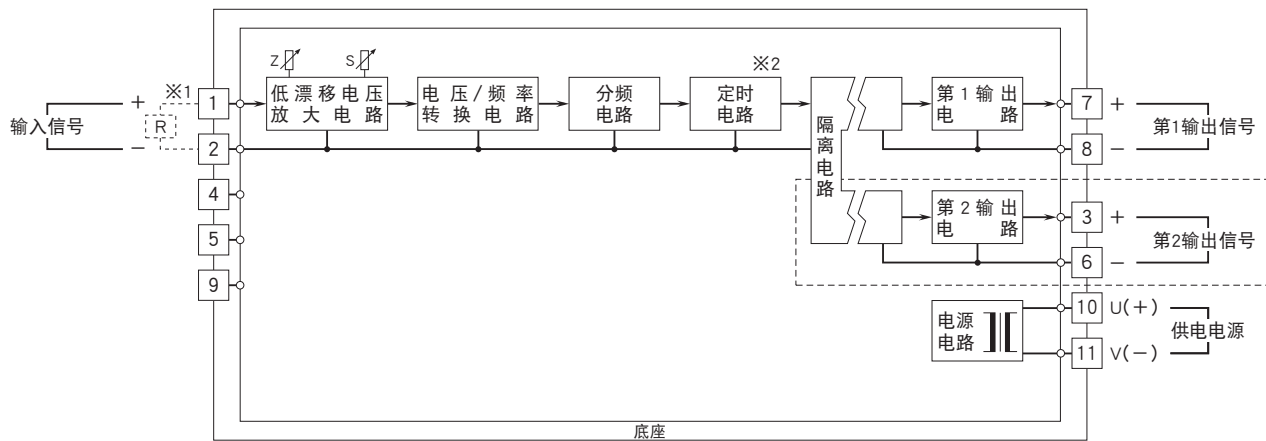 Z
S
※1
※2
输入信号
+
−
R
1
2
4
5
9
低漂移电压
放大电路
电压/频率
转换电路
分频
电路
定时
电路
隔离电路
第1输出
电路
第2输出
电路
7
+
8
−
第1输出信号
3
+
6
−
第2输出信号
电源
电路
10
U(+)
11
V(−)
供电电源
底座